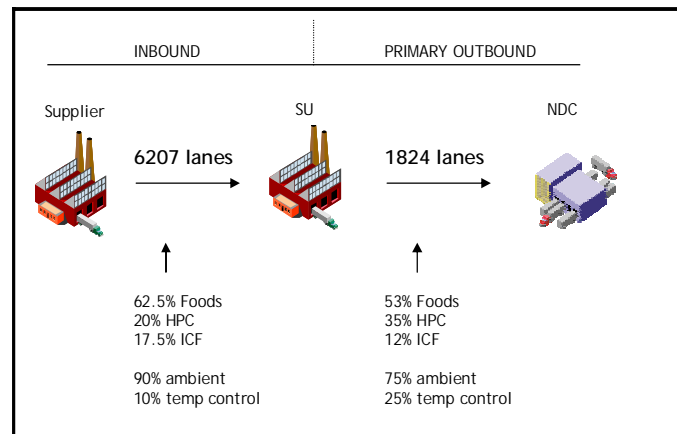 INBOUND
PRIMARY OUTBOUND
Supplier
SU
NDC
6207 lanes
1824 lanes
62.5% Foods
20% HPC
17.5% ICF
90% ambient
10% temp control
53% Foods
35% HPC
12% ICF
75% ambient
25% temp control